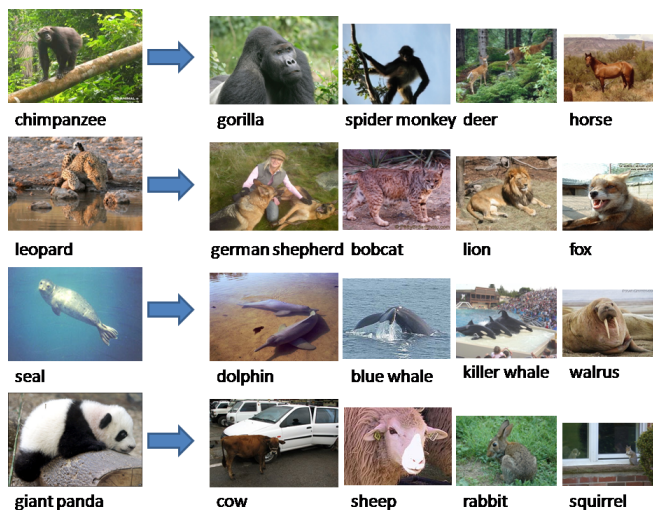 chimpanzee
gorilla
spider monkey
deer
horse
leopard
german shepherd
bobcat
lion
fox
seal
dolphin
blue whale
killer whale
walrus
giant panda
cow
sheep
rabbit
squirrel